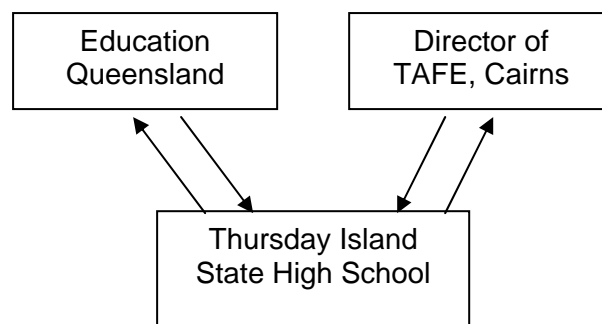 Education
Queensland
Director of
TAFE, Cairns
Thursday Island
State High School